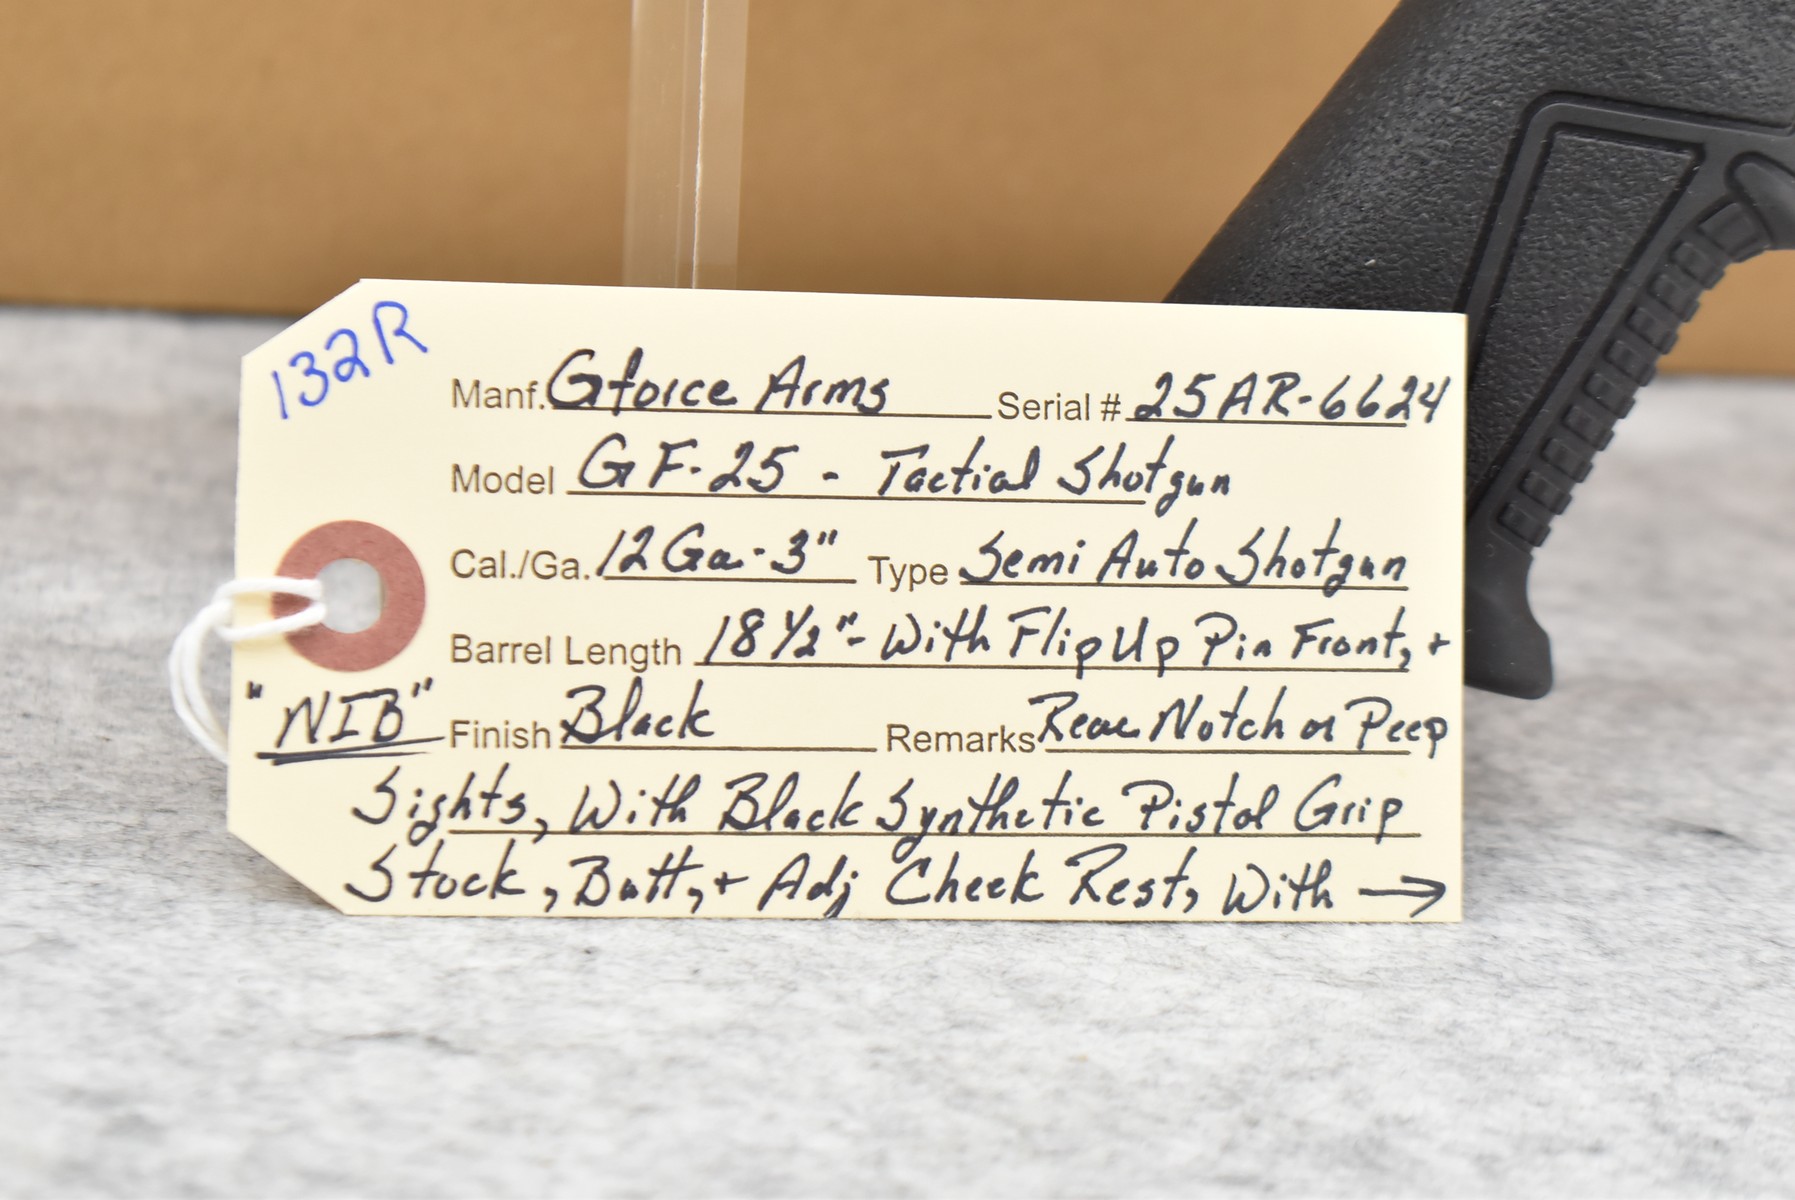 132R
Manf. Gforce Arms Serial # 25AR-6624
Model GF-25 - Tactial Shotgun
Cal./Ga. 12 Ga.-3" Type Semi Auto Shotgun
Barrel Length 18 1/2"- With Flip Up Pin Front, +
"NIB" Finish Black Remarks Rear Notch or Peep
Sights, With Black Synthetic Pistol Grip
Stock, Butt, + Adj Cheek Rest, With →